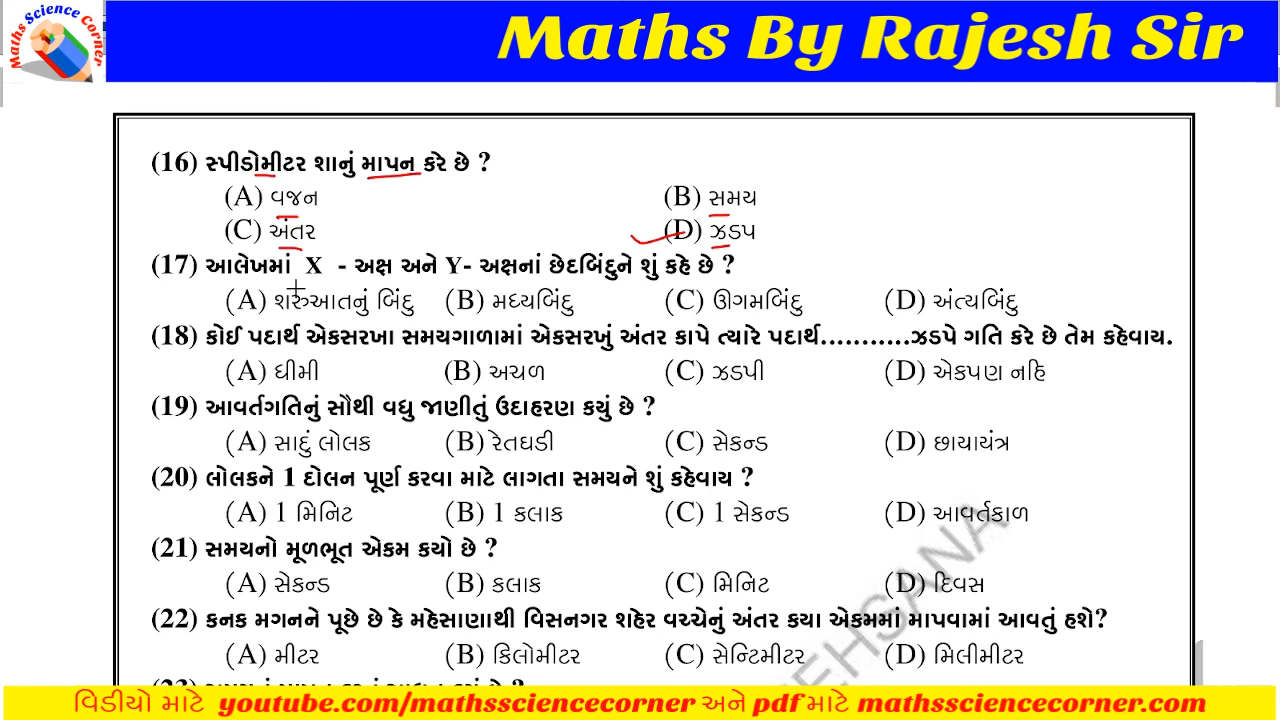 Maths Science Corner
Maths By Rajesh Sir
(16) સ્પીડોમીટર શાનું માપન કરે છે ?
(A) વજન (B) સમય
(C) અંતર (D) ઝડપ
(17) આલેખમાં X - અક્ષ અને Y- અક્ષનાં છેદબિંદુને શું કહે છે ?
(A) શરુઆતનું બિંદુ (B) મધ્યબિંદુ (C) ઊગમબિંદુ (D) અંત્યબિંદુ
(18) કોઈ પદાર્થ એકસરખા સમયગાળામાં એકસરખું અંતર કાપે ત્યારે પદાર્થ...........ઝડપે ગતિ કરે છે તેમ કહેવાય.
(A) ધીમી (B) અચળ (C) ઝડપી (D) એકપણ નહિ
(19) આવર્તગતિનું સૌથી વધુ જાણીતું ઉદાહરણ કયું છે ?
(A) સાદું લોલક (B) રેતઘડી (C) સેકન્ડ (D) છાયાયંત્ર
(20) લોલકને 1 દોલન પૂર્ણ કરવા માટે લાગતા સમયને શું કહેવાય ?
(A) 1 મિનિટ (B) 1 કલાક (C) 1 સેકન્ડ (D) આવર્તકાળ
(21) સમયનો મૂળભૂત એકમ કયો છે ?
(A) સેકન્ડ (B) કલાક (C) મિનિટ (D) દિવસ
(22) કનક મગનને પૂછે છે કે મહેસાણાથી વિસનગર શહેર વચ્ચેનું અંતર કયા એકમમાં માપવામાં આવતું હશે?
(A) મીટર (B) કિલોમીટર (C) સેન્ટિમીટર (D) મિલીમીટર
EHSANA
વિડીયો માટે youtube.com/mathssciencecorner અને pdf માટે mathssciencecorner.com